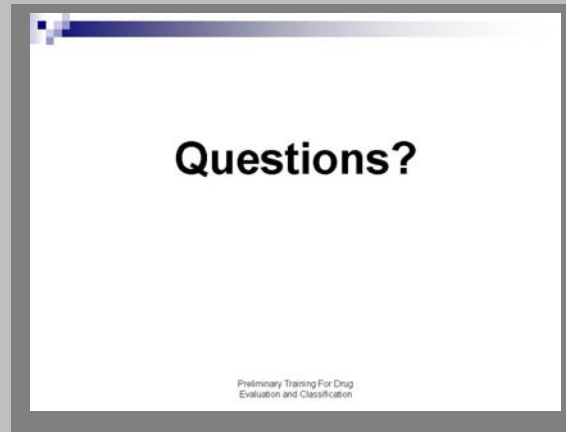 Questions?
Preliminary Training For Drug
Evaluation and Classification